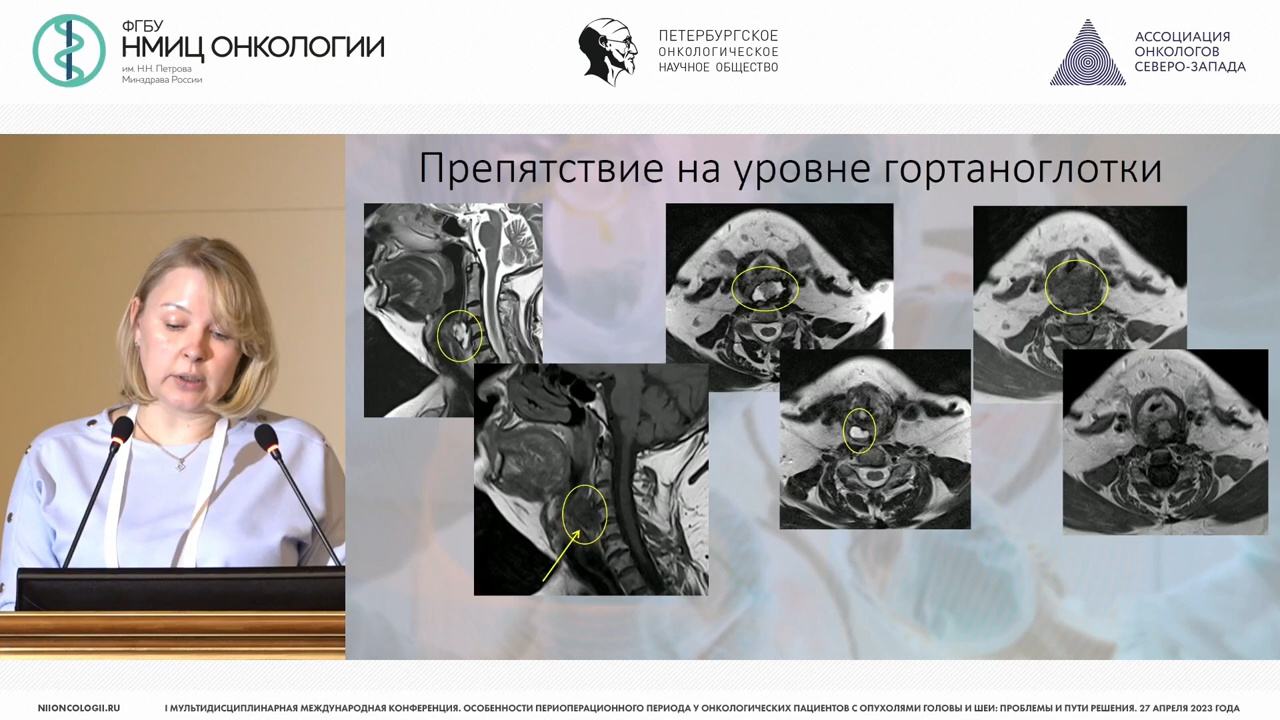 ФГБУ
НМИЦ ОНКОЛОГИИ
им. Н.Н. Петрова
Минздрава России
ПЕТЕРБУРГСКОЕ
ОНКОЛОГИЧЕСКОЕ
НАУЧНОЕ ОБЩЕСТВО
АССОЦИАЦИЯ
ОНКОЛОГОВ
СЕВЕРО-ЗАПАДА
Препятствие на уровне гортаноглотки
NIIONCOLOGII.RU
I МУЛЬТИДИСЦИПЛИНАРНАЯ МЕЖДУНАРОДНАЯ КОНФЕРЕНЦИЯ. ОСОБЕННОСТИ ПЕРИОПЕРАЦИОННОГО ПЕРИОДА У ОНКОЛОГИЧЕСКИХ ПАЦИЕНТОВ С ОПУХОЛЯМИ ГОЛОВЫ И ШЕИ: ПРОБЛЕМЫ И ПУТИ РЕШЕНИЯ. 27 АПРЕЛЯ 2023 ГОДА